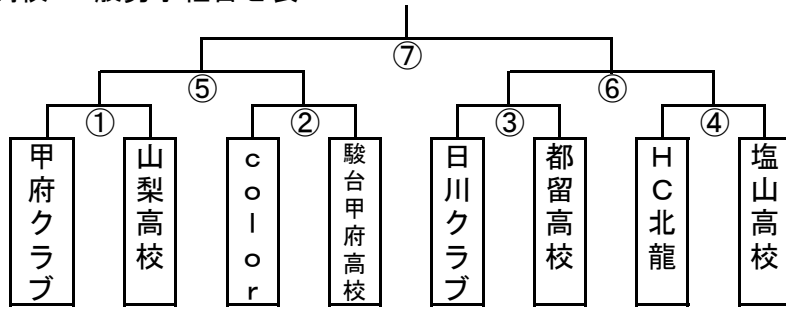 ⑦
⑤
⑥
①
②
③
④
甲府クラブ
山梨高校
color
駿台甲府高校
日川クラブ
都留高校
HC北龍
塩山高校